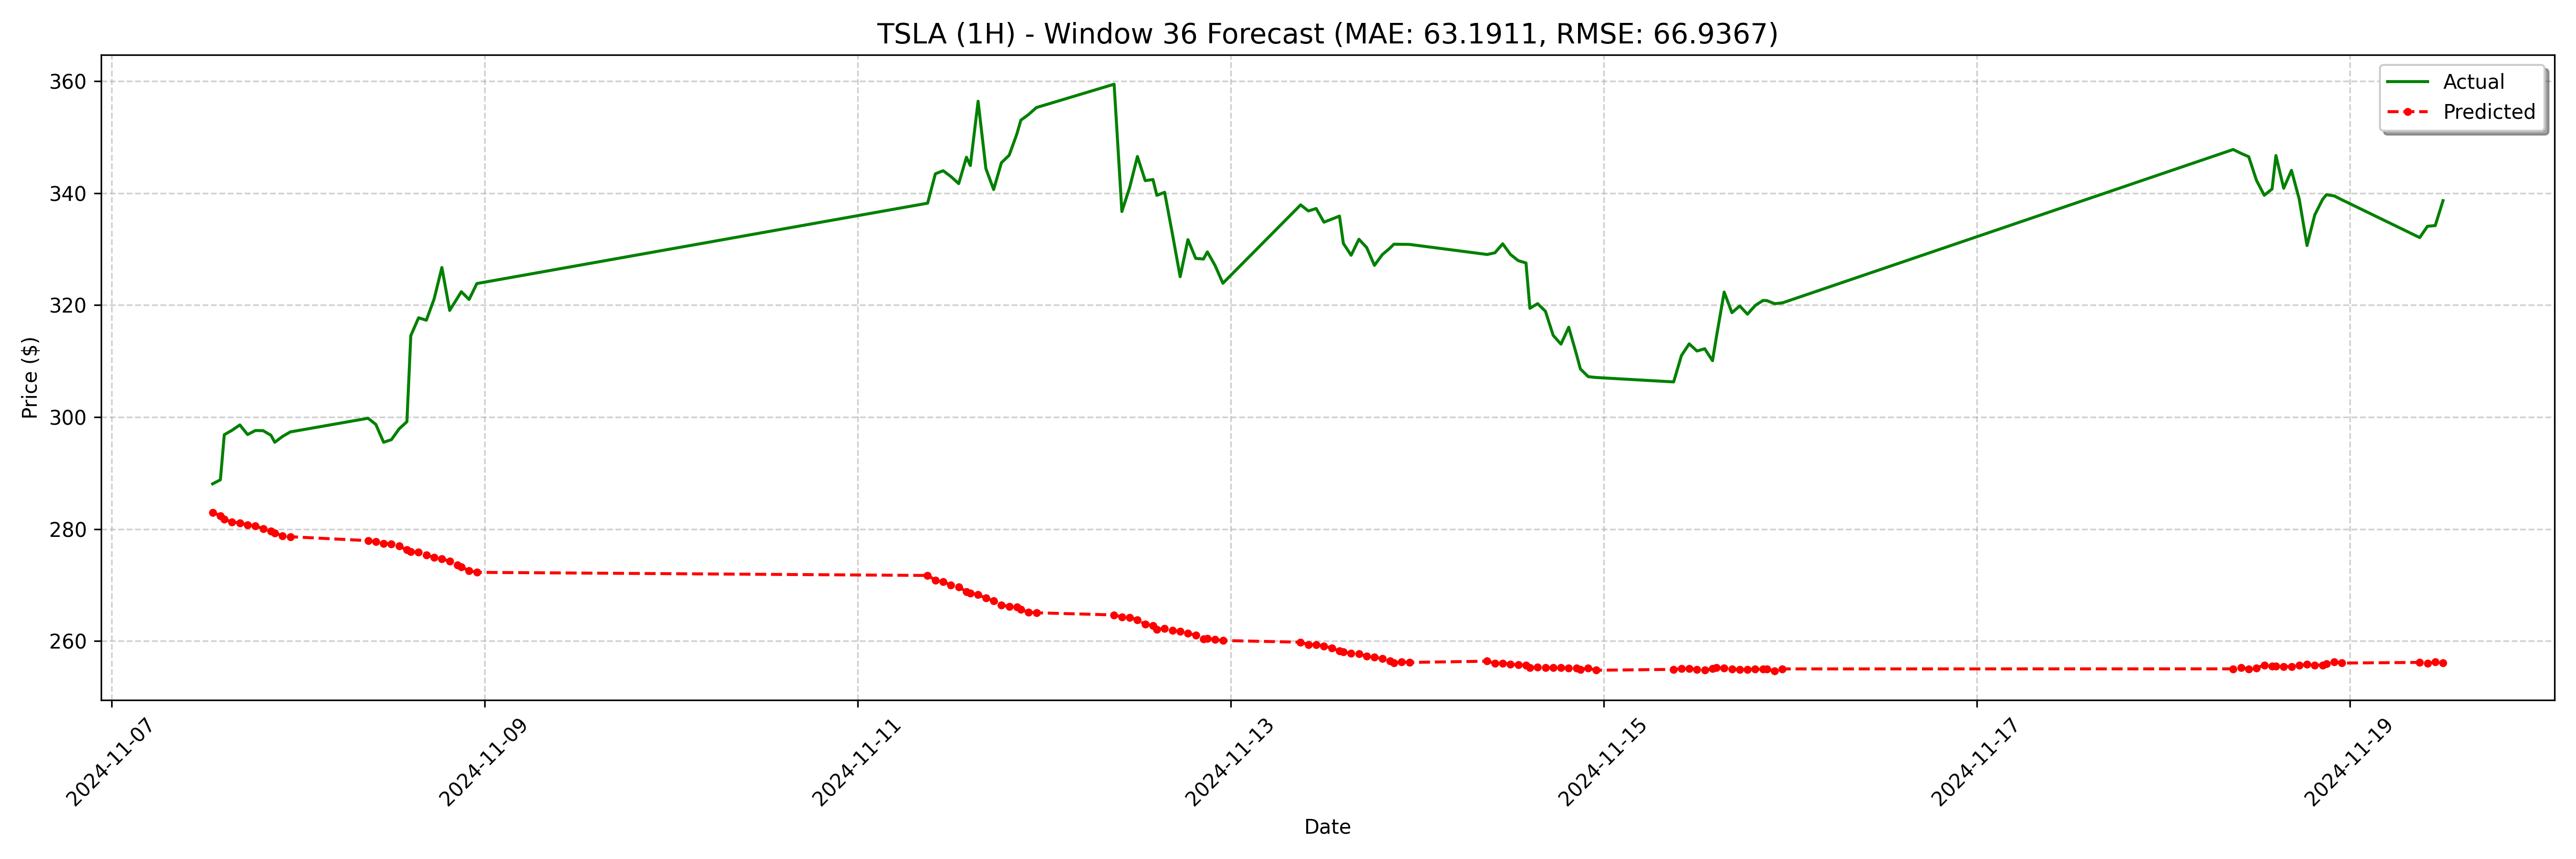 TSLA (1H) - Window 36 Forecast (MAE: 63.1911, RMSE: 66.9367)
Actual
Predicted
Price ($)
360
340
320
300
280
260
2024-11-07
2024-11-09
2024-11-11
2024-11-13
2024-11-15
2024-11-17
2024-11-19
Date